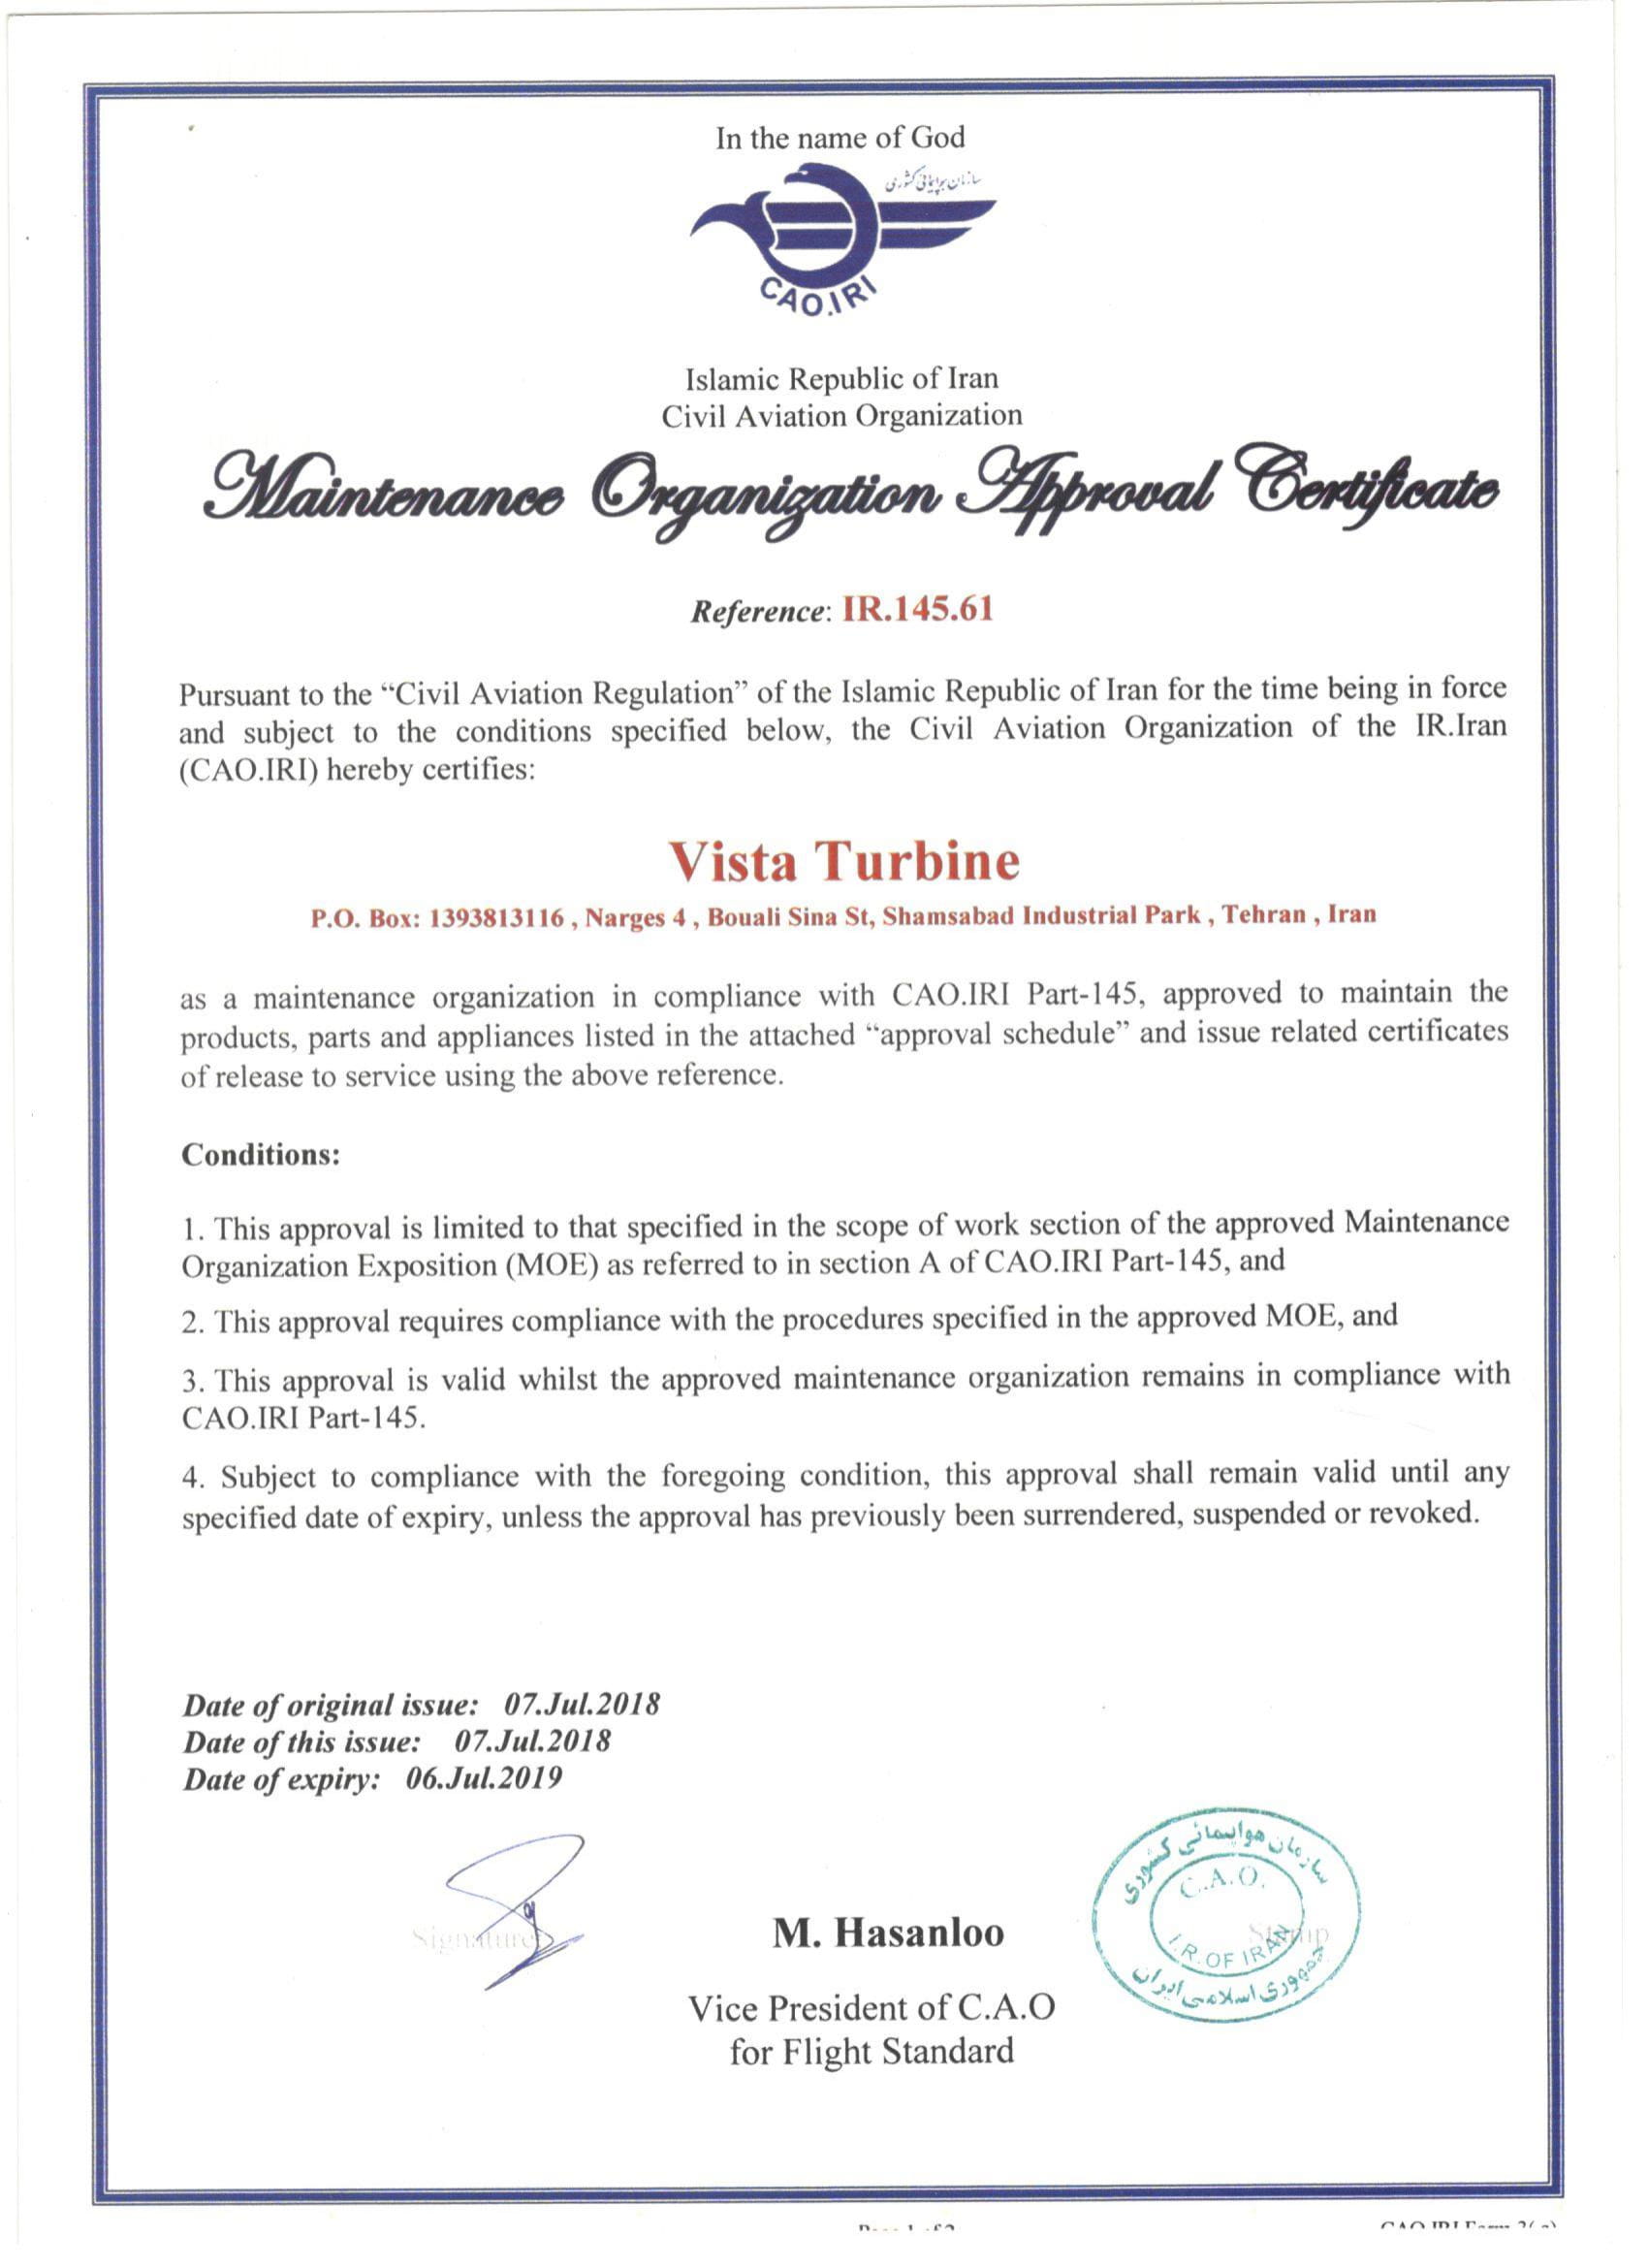 In the name of God
سازمان هواپیمائی کشوری
CAO.IRI
Islamic Republic of Iran
Civil Aviation Organization
Maintenance Organization Approval Certificate
Reference: IR.145.61
Pursuant to the “Civil Aviation Regulation” of the Islamic Republic of Iran for the time being in force
and subject to the conditions specified below, the Civil Aviation Organization of the IR.Iran
(CAO.IRI) hereby certifies:
Vista Turbine
P.O. Box: 1393813116 , Narges 4 , Bouali Sina St, Shamsabad Industrial Park , Tehran , Iran
as a maintenance organization in compliance with CAO.IRI Part-145, approved to maintain the
products, parts and appliances listed in the attached “approval schedule” and issue related certificates
of release to service using the above reference.
Conditions:
1. This approval is limited to that specified in the scope of work section of the approved Maintenance
Organization Exposition (MOE) as referred to in section A of CAO.IRI Part-145, and
2. This approval requires compliance with the procedures specified in the approved MOE, and
3. This approval is valid whilst the approved maintenance organization remains in compliance with
CAO.IRI Part-145.
4. Subject to compliance with the foregoing condition, this approval shall remain valid until any
specified date of expiry, unless the approval has previously been surrendered, suspended or revoked.
Date of original issue: 07.Jul.2018
Date of this issue: 07.Jul.2018
Date of expiry: 06.Jul.2019
Signature
M. Hasanloo
Vice President of C.A.O
for Flight Standard
سازمان هواپیمائی کشوری
C.A.O.
Stamp
I.R. OF IRAN
جمهوری اسلامی ایران